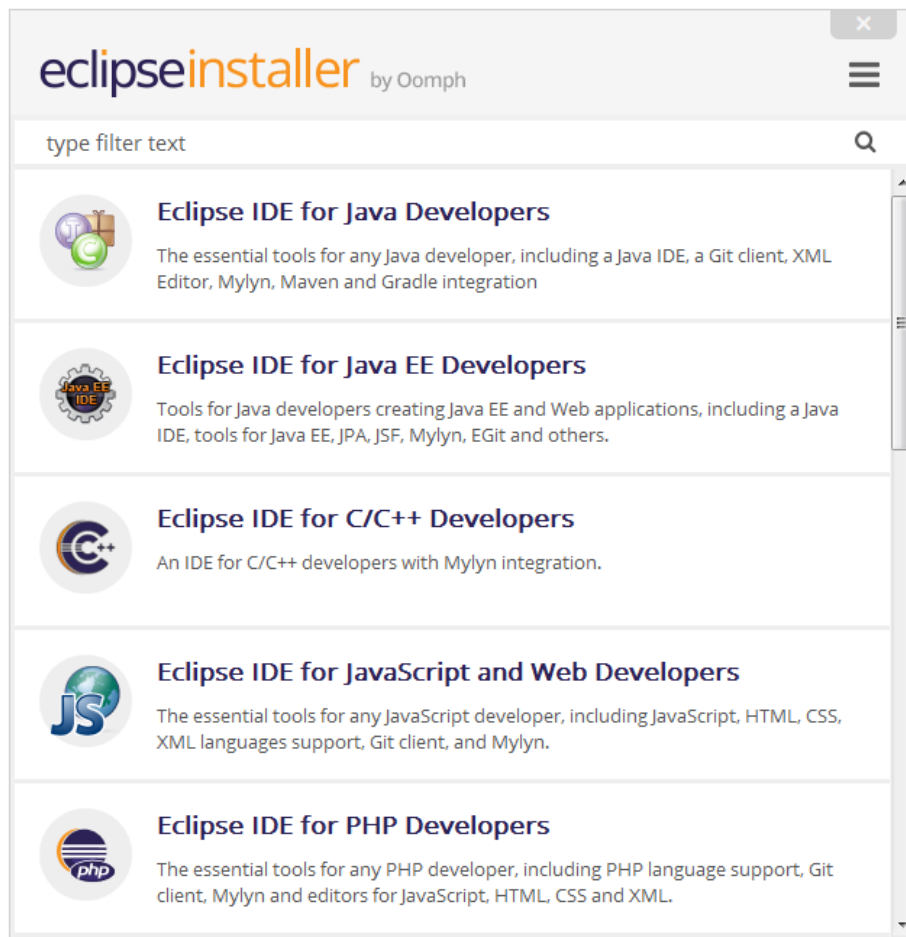 eclipseinstaller by Oomph
type filter text
Eclipse IDE for Java Developers
The essential tools for any Java developer, including a Java IDE, a Git client, XML
Editor, Mylyn, Maven and Gradle integration
Java EE
IDE
Eclipse IDE for Java EE Developers
Tools for Java developers creating Java EE and Web applications, including a Java
IDE, tools for Java EE, JPA, JSF, Mylyn, EGit and others.
C++
Eclipse IDE for C/C++ Developers
An IDE for C/C++ developers with Mylyn integration.
JS
Eclipse IDE for JavaScript and Web Developers
The essential tools for any JavaScript developer, including JavaScript, HTML, CSS,
XML languages support, Git client, and Mylyn.
php
Eclipse IDE for PHP Developers
The essential tools for any PHP developer, including PHP language support, Git
client, Mylyn and editors for JavaScript, HTML, CSS and XML.